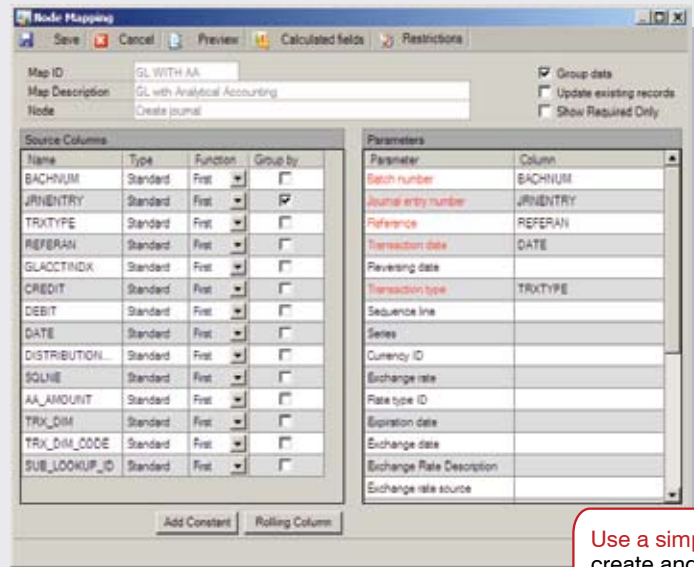 Node Mapping
Save Cancel Preview Calculated fields Restrictions
Map ID GL WITH AA
Map Description GL with Analytical Accounting
Node Create journal
Group data
Update existing records
Show Required Only
Source Columns
Name Type Function Group by
BACHNUM Standard First
JRNENTRY Standard First
TRXTYPE Standard First
REFERAN Standard First
GLACCTINDX Standard First
CREDIT Standard First
DEBIT Standard First
DATE Standard First
DISTRIBUTION... Standard First
SQLNE Standard First
AA_AMOUNT Standard First
TRX_DIM Standard First
TRX_DIM_CODE Standard First
SUB_LOOKUP_ID Standard First
Add Constant Rolling Column
Parameters
Parameter Column
Batch number BACHNUM
Journal entry number JRNENTRY
Reference REFERAN
Transaction date DATE
Reversing date
Transaction type TRXTYPE
Sequence line
Series
Currency ID
Exchange rate
Rate type ID
Expiration date
Exchange date
Exchange Rate Description
Exchange rate source
Use a simp
create and